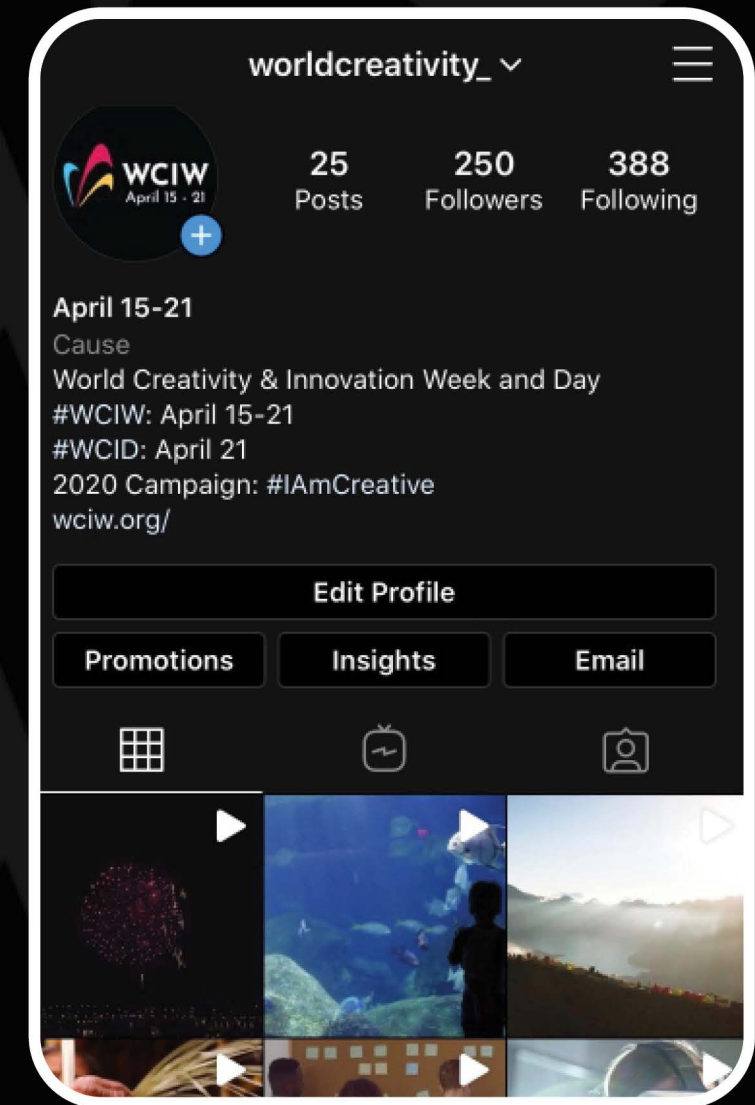 worldcreativity_
WCIW
April 15 - 21
25 250 388
Posts Followers Following
April 15-21
Cause
World Creativity & Innovation Week and Day
#WCIW: April 15-21
#WCID: April 21
2020 Campaign: #IAmCreative
wciw.org/
Edit Profile
Promotions Insights Email